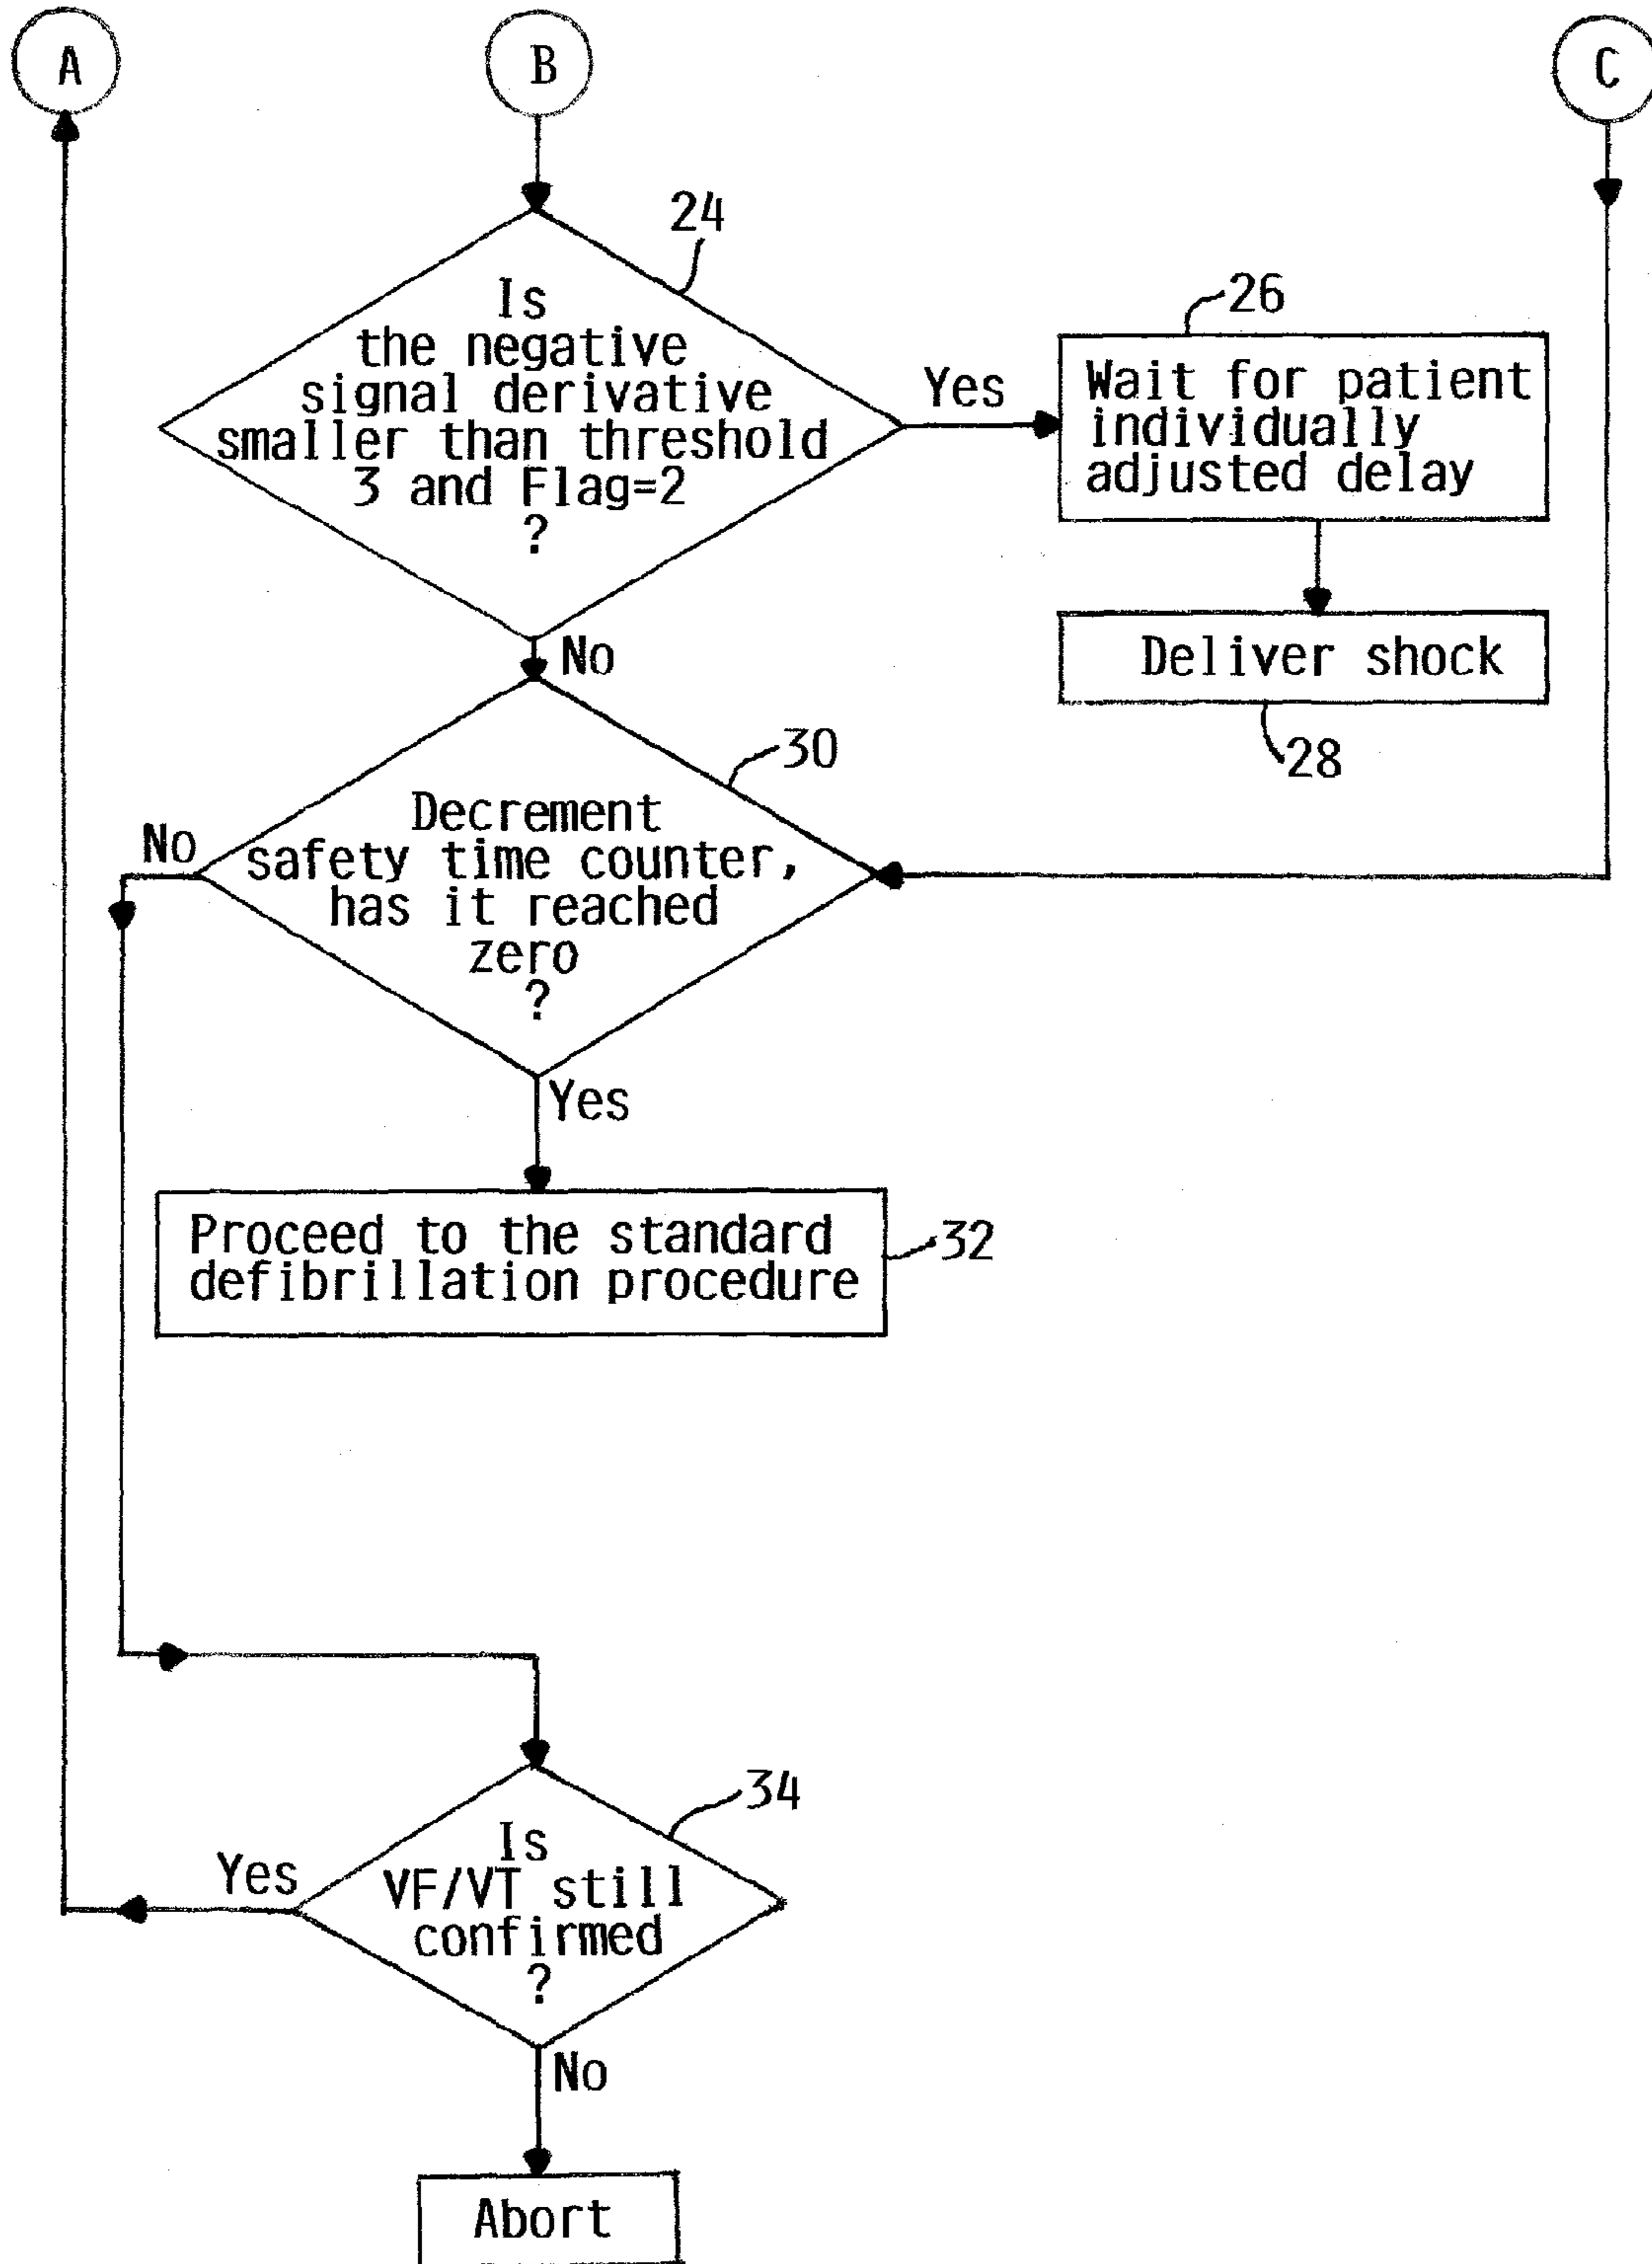 A
B
C
24
Is
the negative
signal derivative
smaller than threshold
3 and Flag=2
?
Yes
26
Wait for patient
individually
adjusted delay
No
Deliver shock
28
30
No
Decrement
safety time counter,
has it reached
zero
?
Yes
Proceed to the standard
defibrillation procedure
32
34
Yes
Is
VF/VT still
confirmed
?
No
Abort